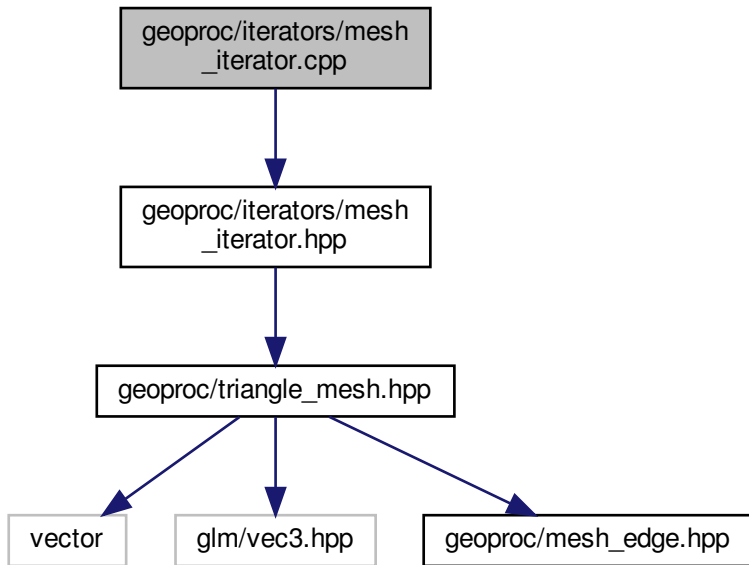 geoproc/iterators/mesh
_iterator.cpp
geoproc/iterators/mesh
_iterator.hpp
geoproc/triangle_mesh.hpp
vector
glm/vec3.hpp
geoproc/mesh_edge.hpp